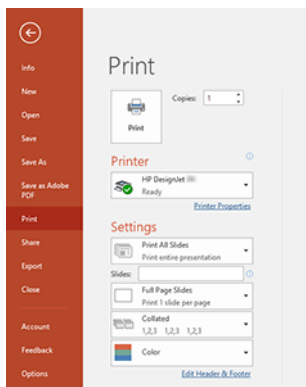 Print
Info
New
Open
Save
Save As
Save as Adobe
PDF
Print
Share
Export
Close
Account
Feedback
Options
Print
Copies: 1
Printer
HP DesignJet
Ready
Printer Properties
Settings
Print All Slides
Print entire presentation
Slides:
Full Page Slides
Print 1 slide per page
Collated
1,2,3 1,2,3 1,2,3
Color
Edit Header & Footer